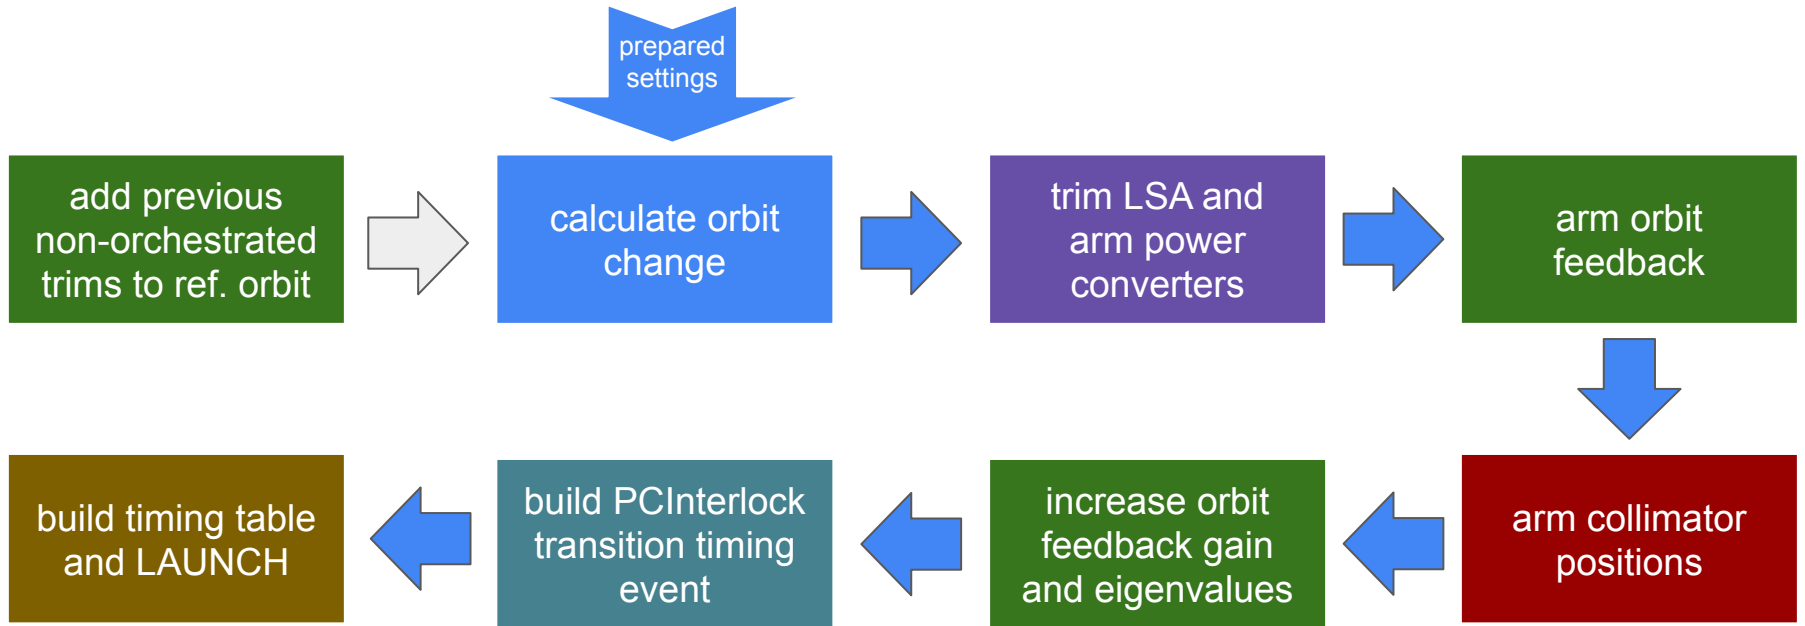 prepared
settings
add previous
non-orchestrated
trims to ref. orbit
calculate orbit
change
trim LSA and
arm power
converters
arm orbit
feedback
arm collimator
positions
increase orbit
feedback gain
and eigenvalues
build PCInterlock
transition timing
event
build timing table
and LAUNCH